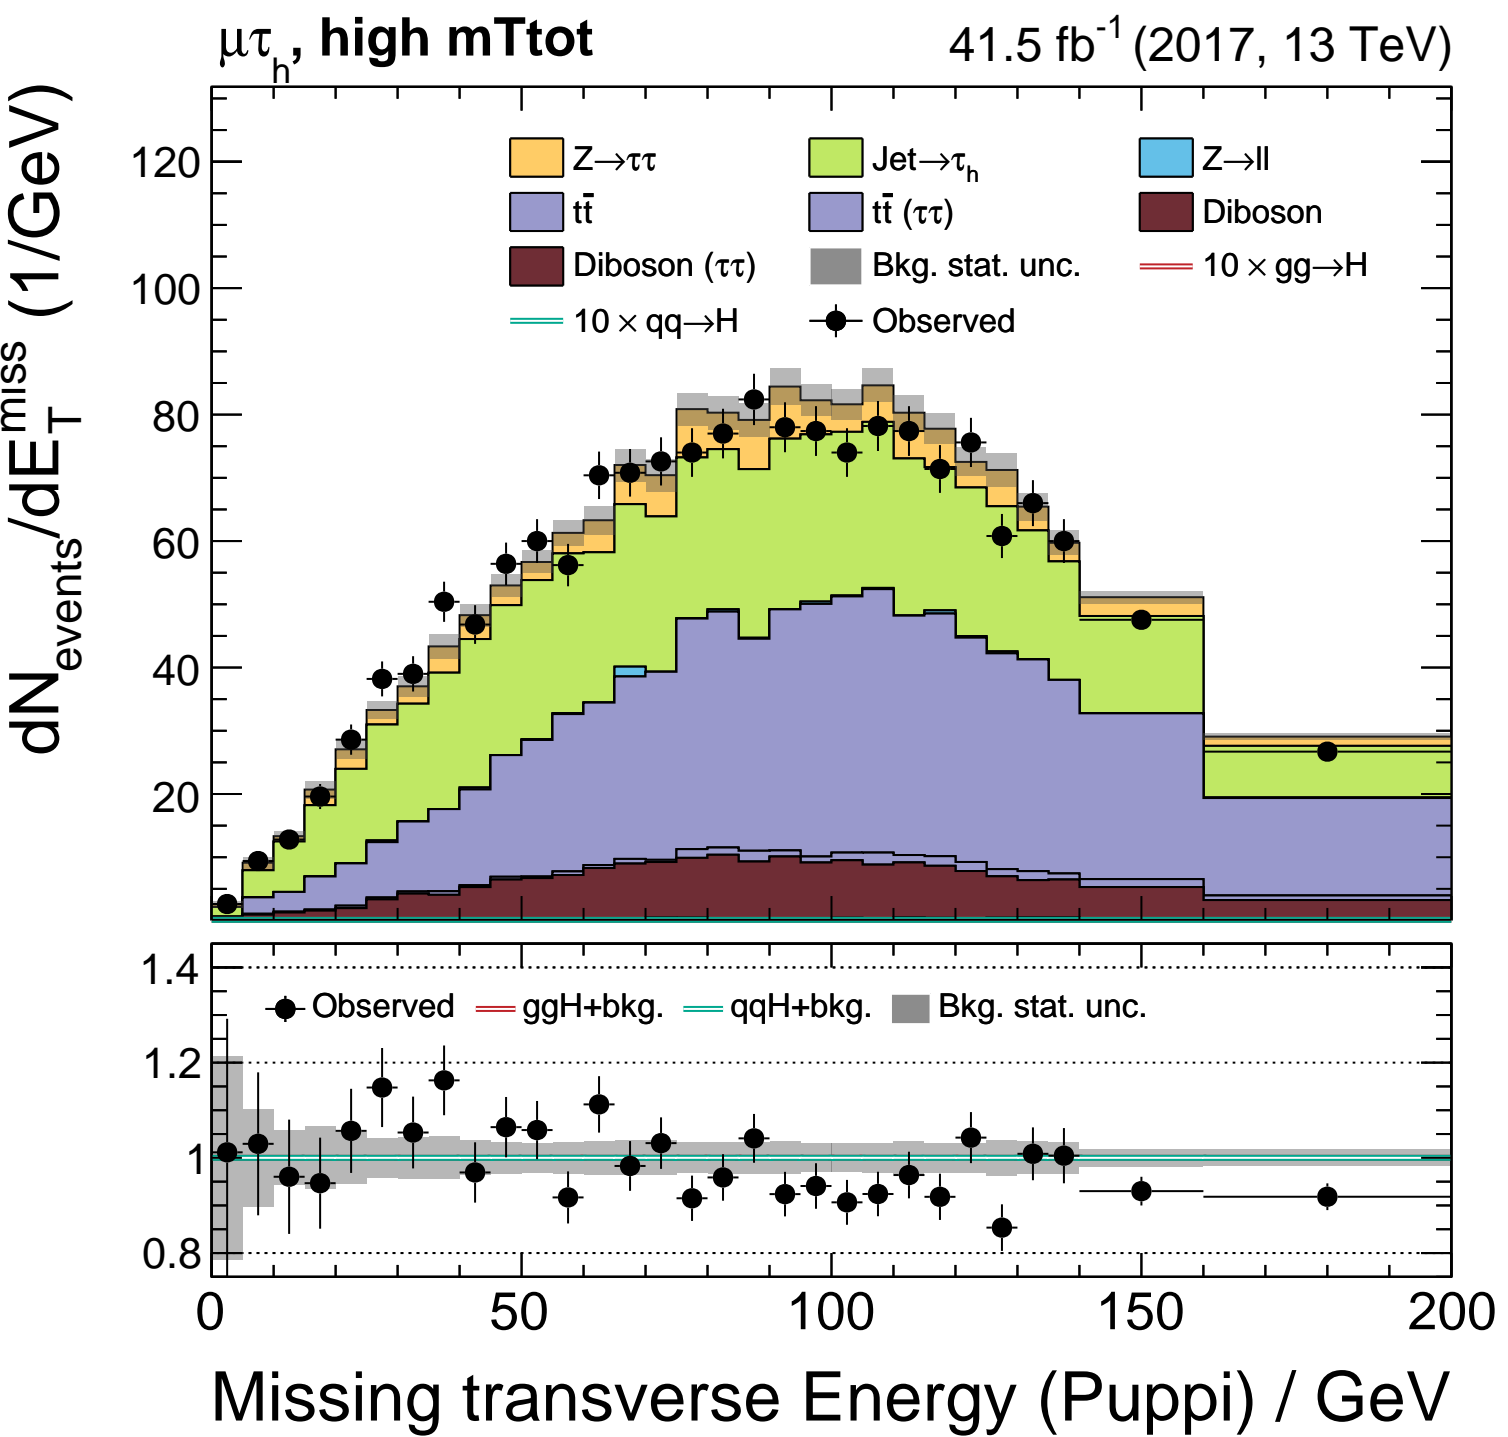 μτh, high mTtot 41.5 fb-1 (2017, 13 TeV)
dNevents/dETmiss (1/GeV)
Z→ττ Jet→τh Z→ll
tt̄ tt̄ (ττ) Diboson
Diboson (ττ) Bkg. stat. unc. 10 × gg→H
10 × qq→H Observed
120
100
80
60
40
20
1.4
Observed ggH+bkg. qqH+bkg. Bkg. stat. unc.
1.2
1
0.8
0 50 100 150 200
Missing transverse Energy (Puppi) / GeV